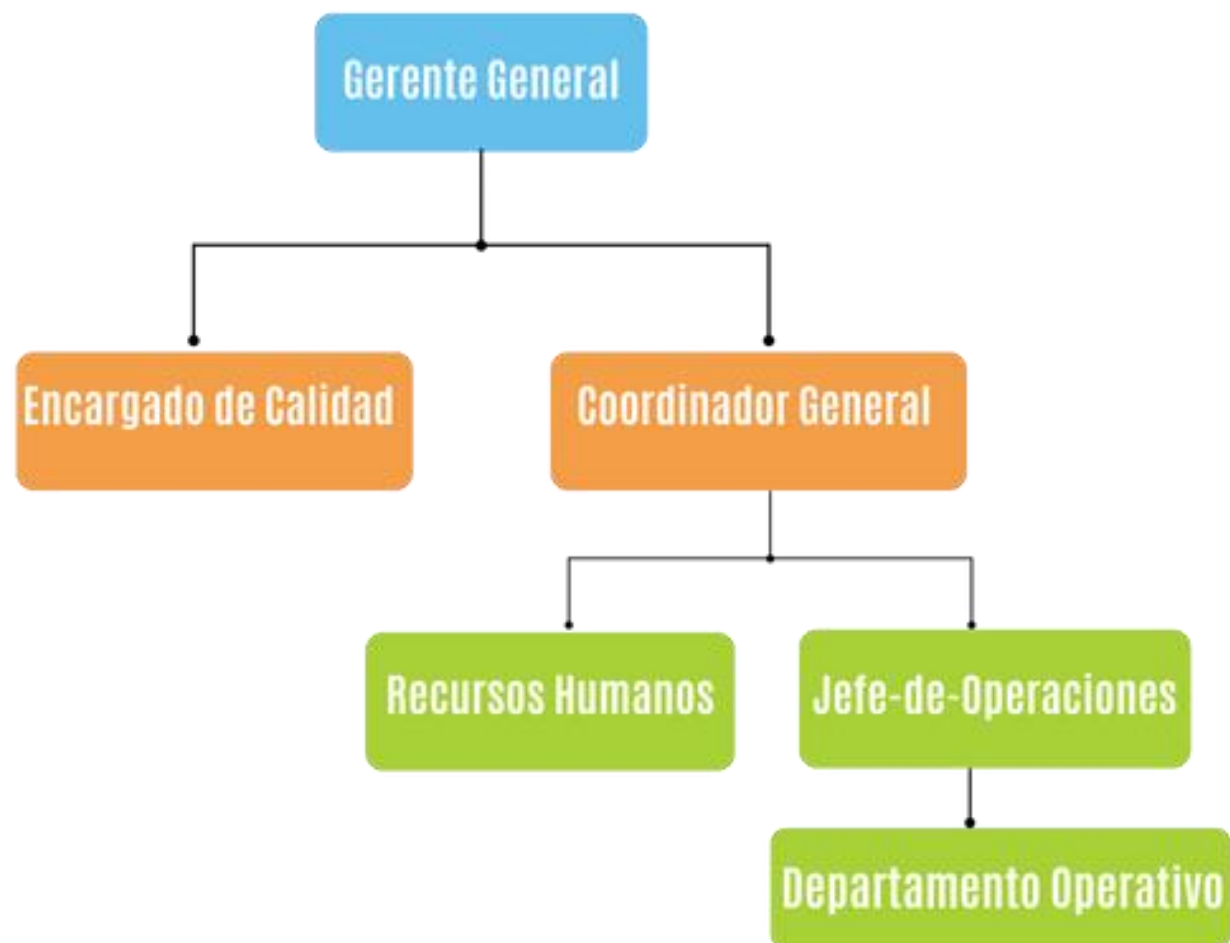 Gerente General
Encargado de Calidad
Coordinador General
Recursos Humanos
Jefe-de-Operaciones
Departamento Operativo